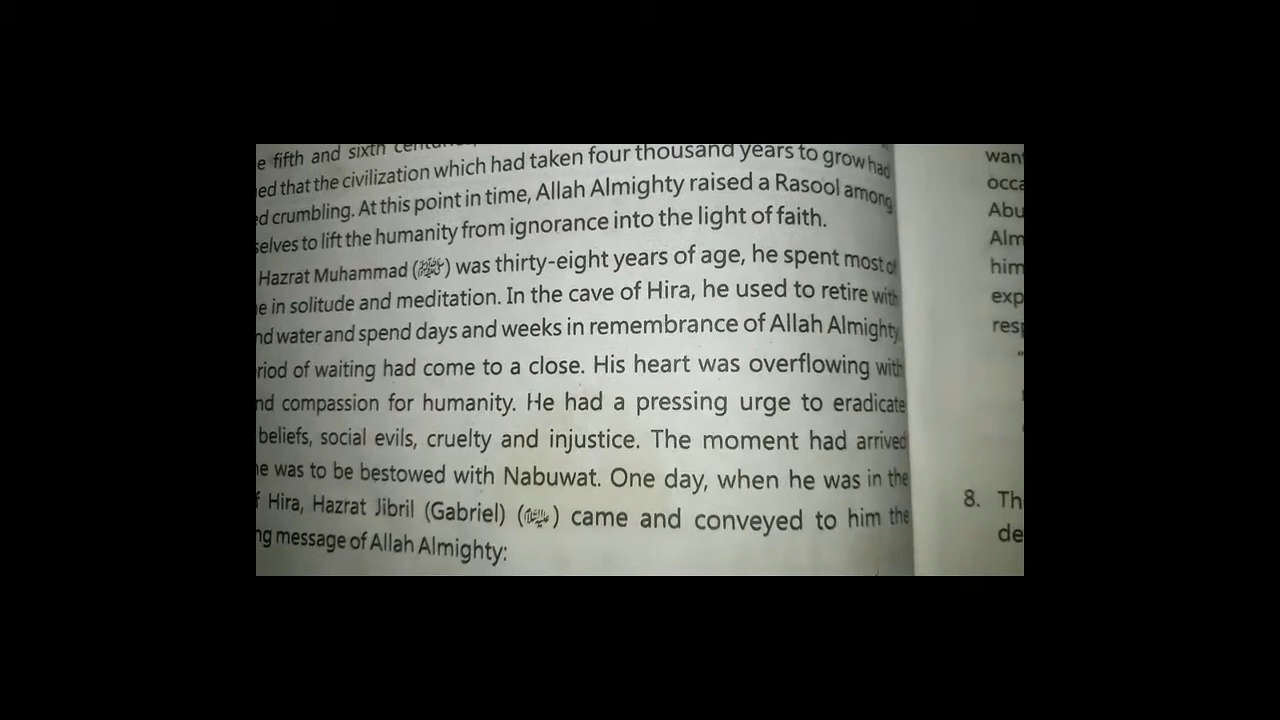 e fifth and sixth
ed that the civilization which had taken four thousand years to grow had
ed crumbling. At this point in time, Allah Almighty raised a Rasool among
selves to lift the humanity from ignorance into the light of faith.
Hazrat Muhammad (ﷺ) was thirty-eight years of age, he spent most of
e in solitude and meditation. In the cave of Hira, he used to retire with
nd water and spend days and weeks in remembrance of Allah Almighty
riod of waiting had come to a close. His heart was overflowing with
nd compassion for humanity. He had a pressing urge to eradicate
beliefs, social evils, cruelty and injustice. The moment had arrived
e was to be bestowed with Nabuwat. One day, when he was in the
f Hira, Hazrat Jibril (Gabriel) () came and conveyed to him the
ng message of Allah Almighty:
want
occa
Abu
Alm
him
exp
resp
"
8. Th
de